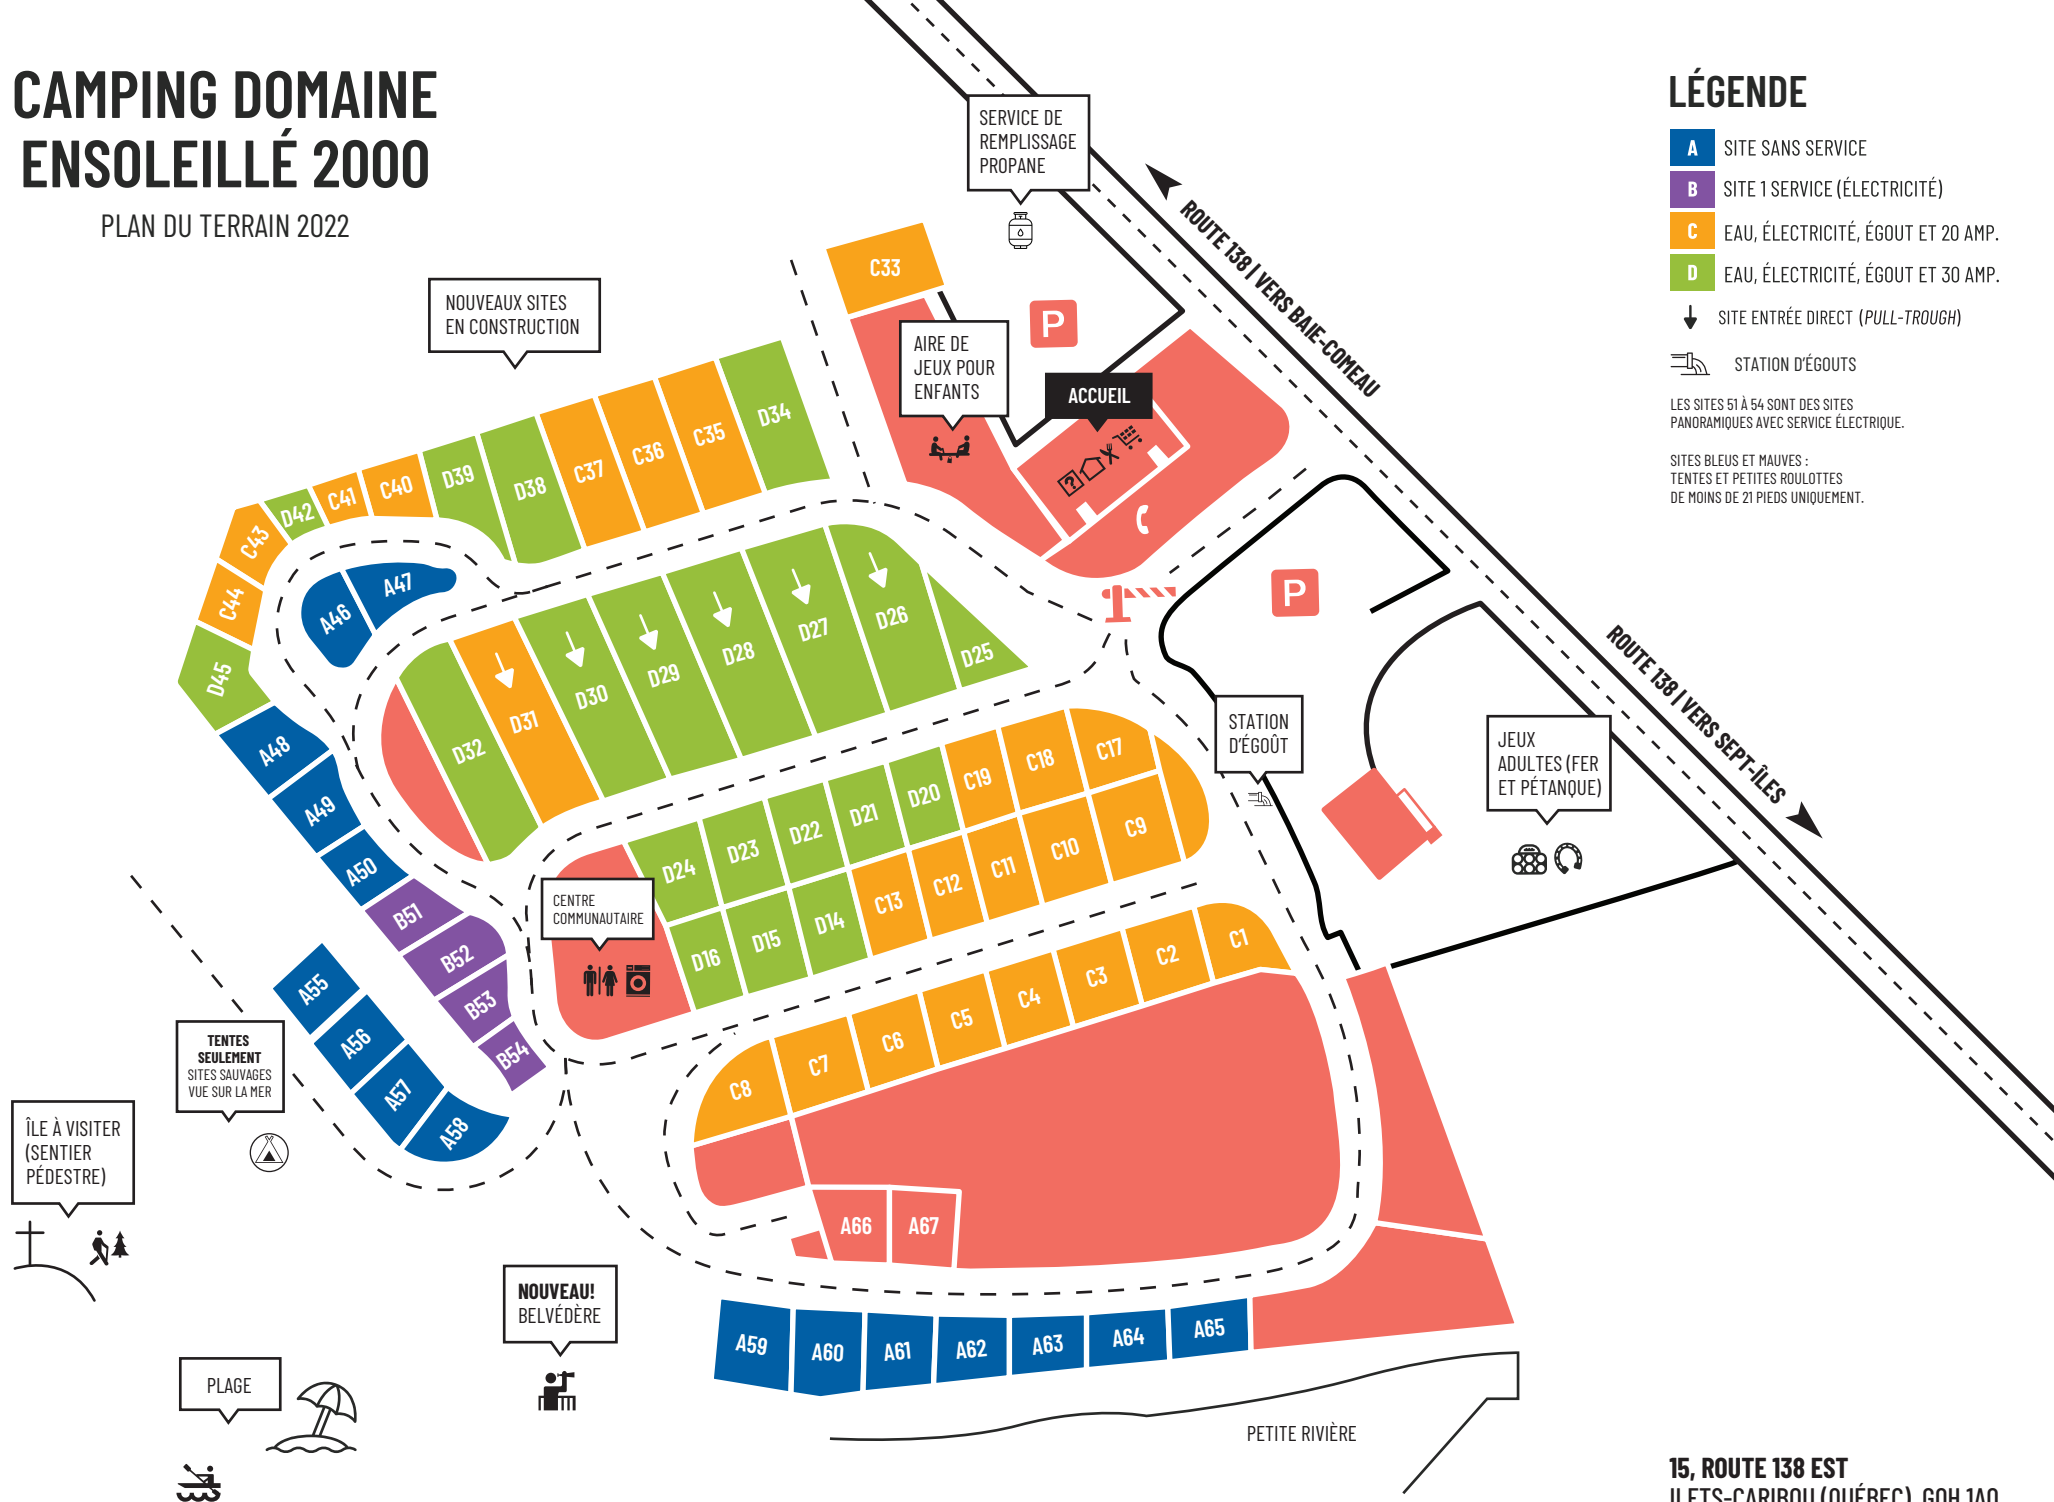 CAMPING DOMAINE
ENSOLEILLÉ 2000
PLAN DU TERRAIN 2022
SERVICE DE
REMPLISSAGE
PROPANE
ROUTE 138 | VERS BAIE-COMEAU
LÉGENDE
A SITE SANS SERVICE
B SITE 1 SERVICE (ÉLECTRICITÉ)
C EAU, ÉLECTRICITÉ, ÉGOUT ET 20 AMP.
D EAU, ÉLECTRICITÉ, ÉGOUT ET 30 AMP.
SITE ENTRÉE DIRECT (PULL-TROUGH)
STATION D'ÉGOUTS
LES SITES 51 À 54 SONT DES SITES
PANORAMIQUES AVEC SERVICE ÉLECTRIQUE.
SITES BLEUS ET MAUVES :
TENTES ET PETITES ROULOTTES
DE MOINS DE 21 PIEDS UNIQUEMENT.
NOUVEAUX SITES
EN CONSTRUCTION
C33
P
AIRE DE
JEUX POUR
ENFANTS
ACCUEIL
?
D34
C35
C36
C37
D38
D39
C40
C41
D42
C43
C44
D45
A46
A47
P
D25
D26
D27
D28
D29
D30
D31
D32
ROUTE 138 | VERS SEPT-ÎLES
STATION
D'ÉGOÛT
JEUX
ADULTES (FER
ET PÉTANQUE)
A48
A49
A50
B51
B52
B53
B54
C17
C18
C19
D20
D21
D22
D23
D24
C9
C10
C11
C12
C13
D14
D15
D16
CENTRE
COMMUNAUTAIRE
C1
C2
C3
C4
C5
C6
C7
C8
A55
A56
A57
A58
TENTES
SEULEMENT
SITES SAUVAGES
VUE SUR LA MER
ÎLE À VISITER
(SENTIER
PÉDESTRE)
A66
A67
NOUVEAU!
BELVÉDÈRE
A59
A60
A61
A62
A63
A64
A65
PLAGE
PETITE RIVIÈRE
15, ROUTE 138 EST
ILETS-CARIBOU (QUÉBEC), G0H 1A0